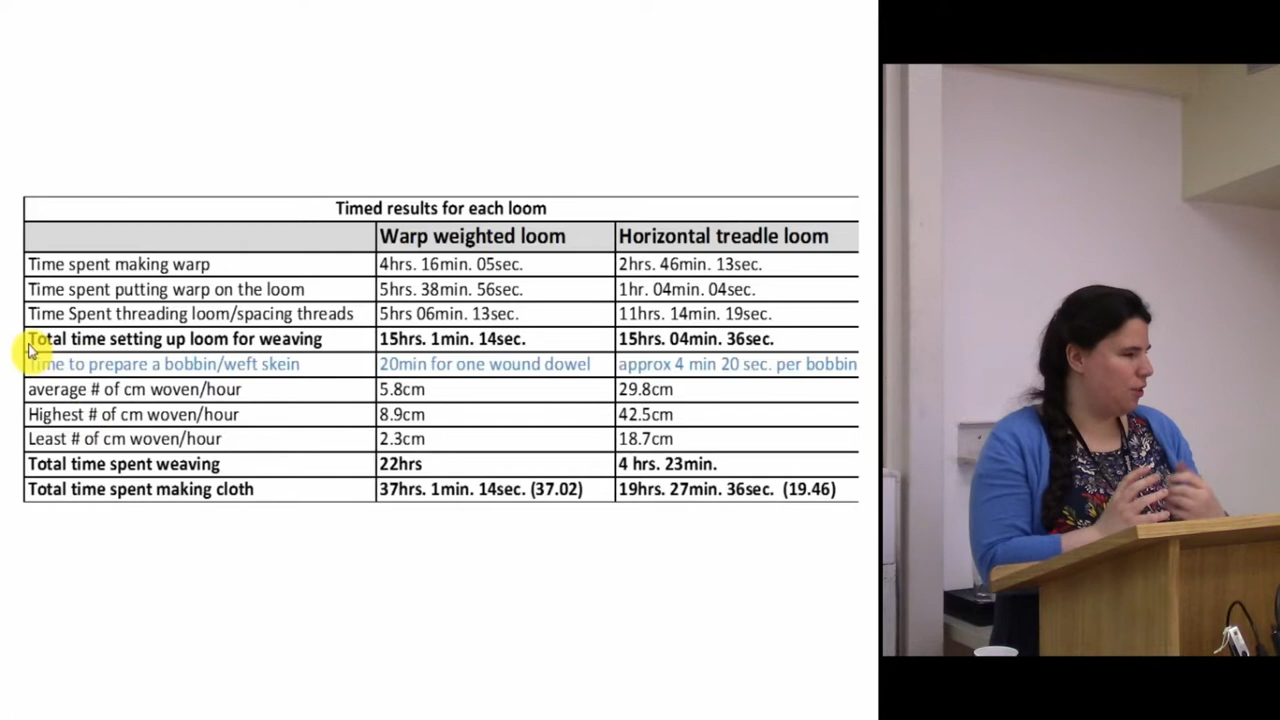 Timed results for each loom
Warp weighted loom Horizontal treadle loom
Time spent making warp 4hrs. 16min. 05sec. 2hrs. 46min. 13sec.
Time spent putting warp on the loom 5hrs. 38min. 56sec. 1hr. 04min. 04sec.
Time Spent threading loom/spacing threads 5hrs 06min. 13sec. 11hrs. 14min. 19sec.
Total time setting up loom for weaving 15hrs. 1min. 14sec. 15hrs. 04min. 36sec.
Time to prepare a bobbin/weft skein 20min for one wound dowel approx 4 min 20 sec. per bobbin
average # of cm woven/hour 5.8cm 29.8cm
Highest # of cm woven/hour 8.9cm 42.5cm
Least # of cm woven/hour 2.3cm 18.7cm
Total time spent weaving 22hrs 4 hrs. 23min.
Total time spent making cloth 37hrs. 1min. 14sec. (37.02) 19hrs. 27min. 36sec. (19.46)